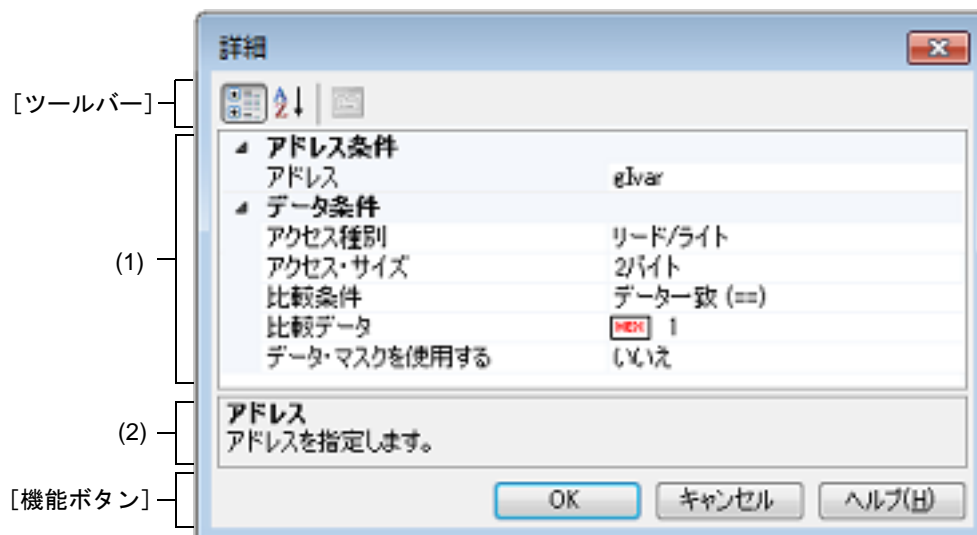 詳細
[ツールバー]
アドレス条件
アドレス glvar
データ条件
アクセス種別 リード/ライト
アクセス・サイズ 2バイト
(1)
比較条件 データ一致 (==)
比較データ HEX 1
データ・マスクを使用する いいえ
(2)
アドレス
アドレスを指定します。
[機能ボタン]
OK キャンセル ヘルプ(H)